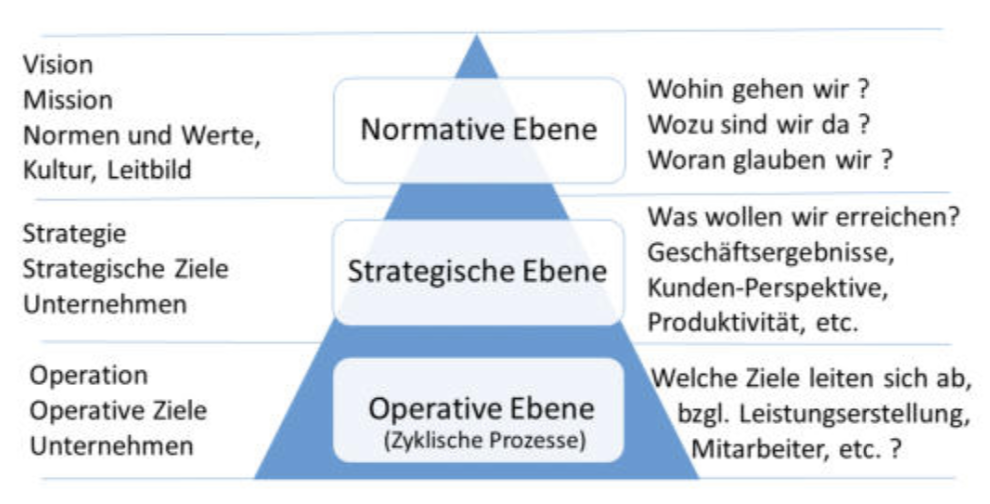 Vision
Mission
Normen und Werte,
Kultur, Leitbild
Normative Ebene
Wohin gehen wir ?
Wozu sind wir da ?
Woran glauben wir ?
Strategie
Strategische Ziele
Unternehmen
Strategische Ebene
Was wollen wir erreichen?
Geschäftsergebnisse,
Kunden-Perspektive,
Produktivität, etc.
Operation
Operative Ziele
Unternehmen
Operative Ebene
(Zyklische Prozesse)
Welche Ziele leiten sich ab,
bzgl. Leistungserstellung,
Mitarbeiter, etc. ?